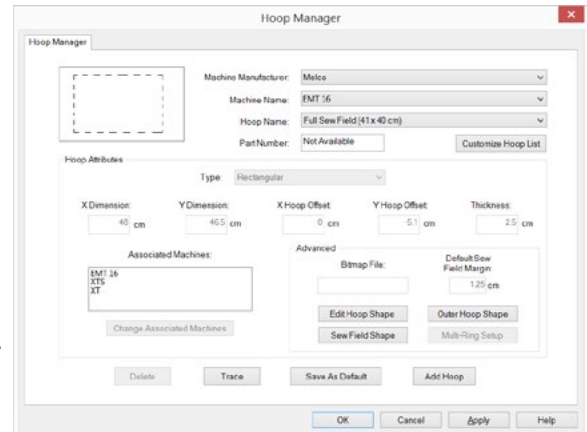 Hoop Manager
Hoop Manager
Machine Manufacturer: Melco
Machine Name: EMT 16
Hoop Name: Full Sew Field (41 x 40 cm)
Part Number: Not Available Customize Hoop List
Hoop Attributes
Type: Rectangular
X Dimension: Y Dimension: X Hoop Offset: Y Hoop Offset: Thickness:
48 cm 46.5 cm 0 cm -5.1 cm 2.5 cm
Associated Machines:
EMT 16
XTS
XT
Change Associated Machines
Advanced
Bitmap File: Default Sew
Field Margin:
1.25 cm
Edit Hoop Shape Outer Hoop Shape
Sew Field Shape Multi-Ring Setup
Delete Trace Save As Default Add Hoop
OK Cancel Apply Help